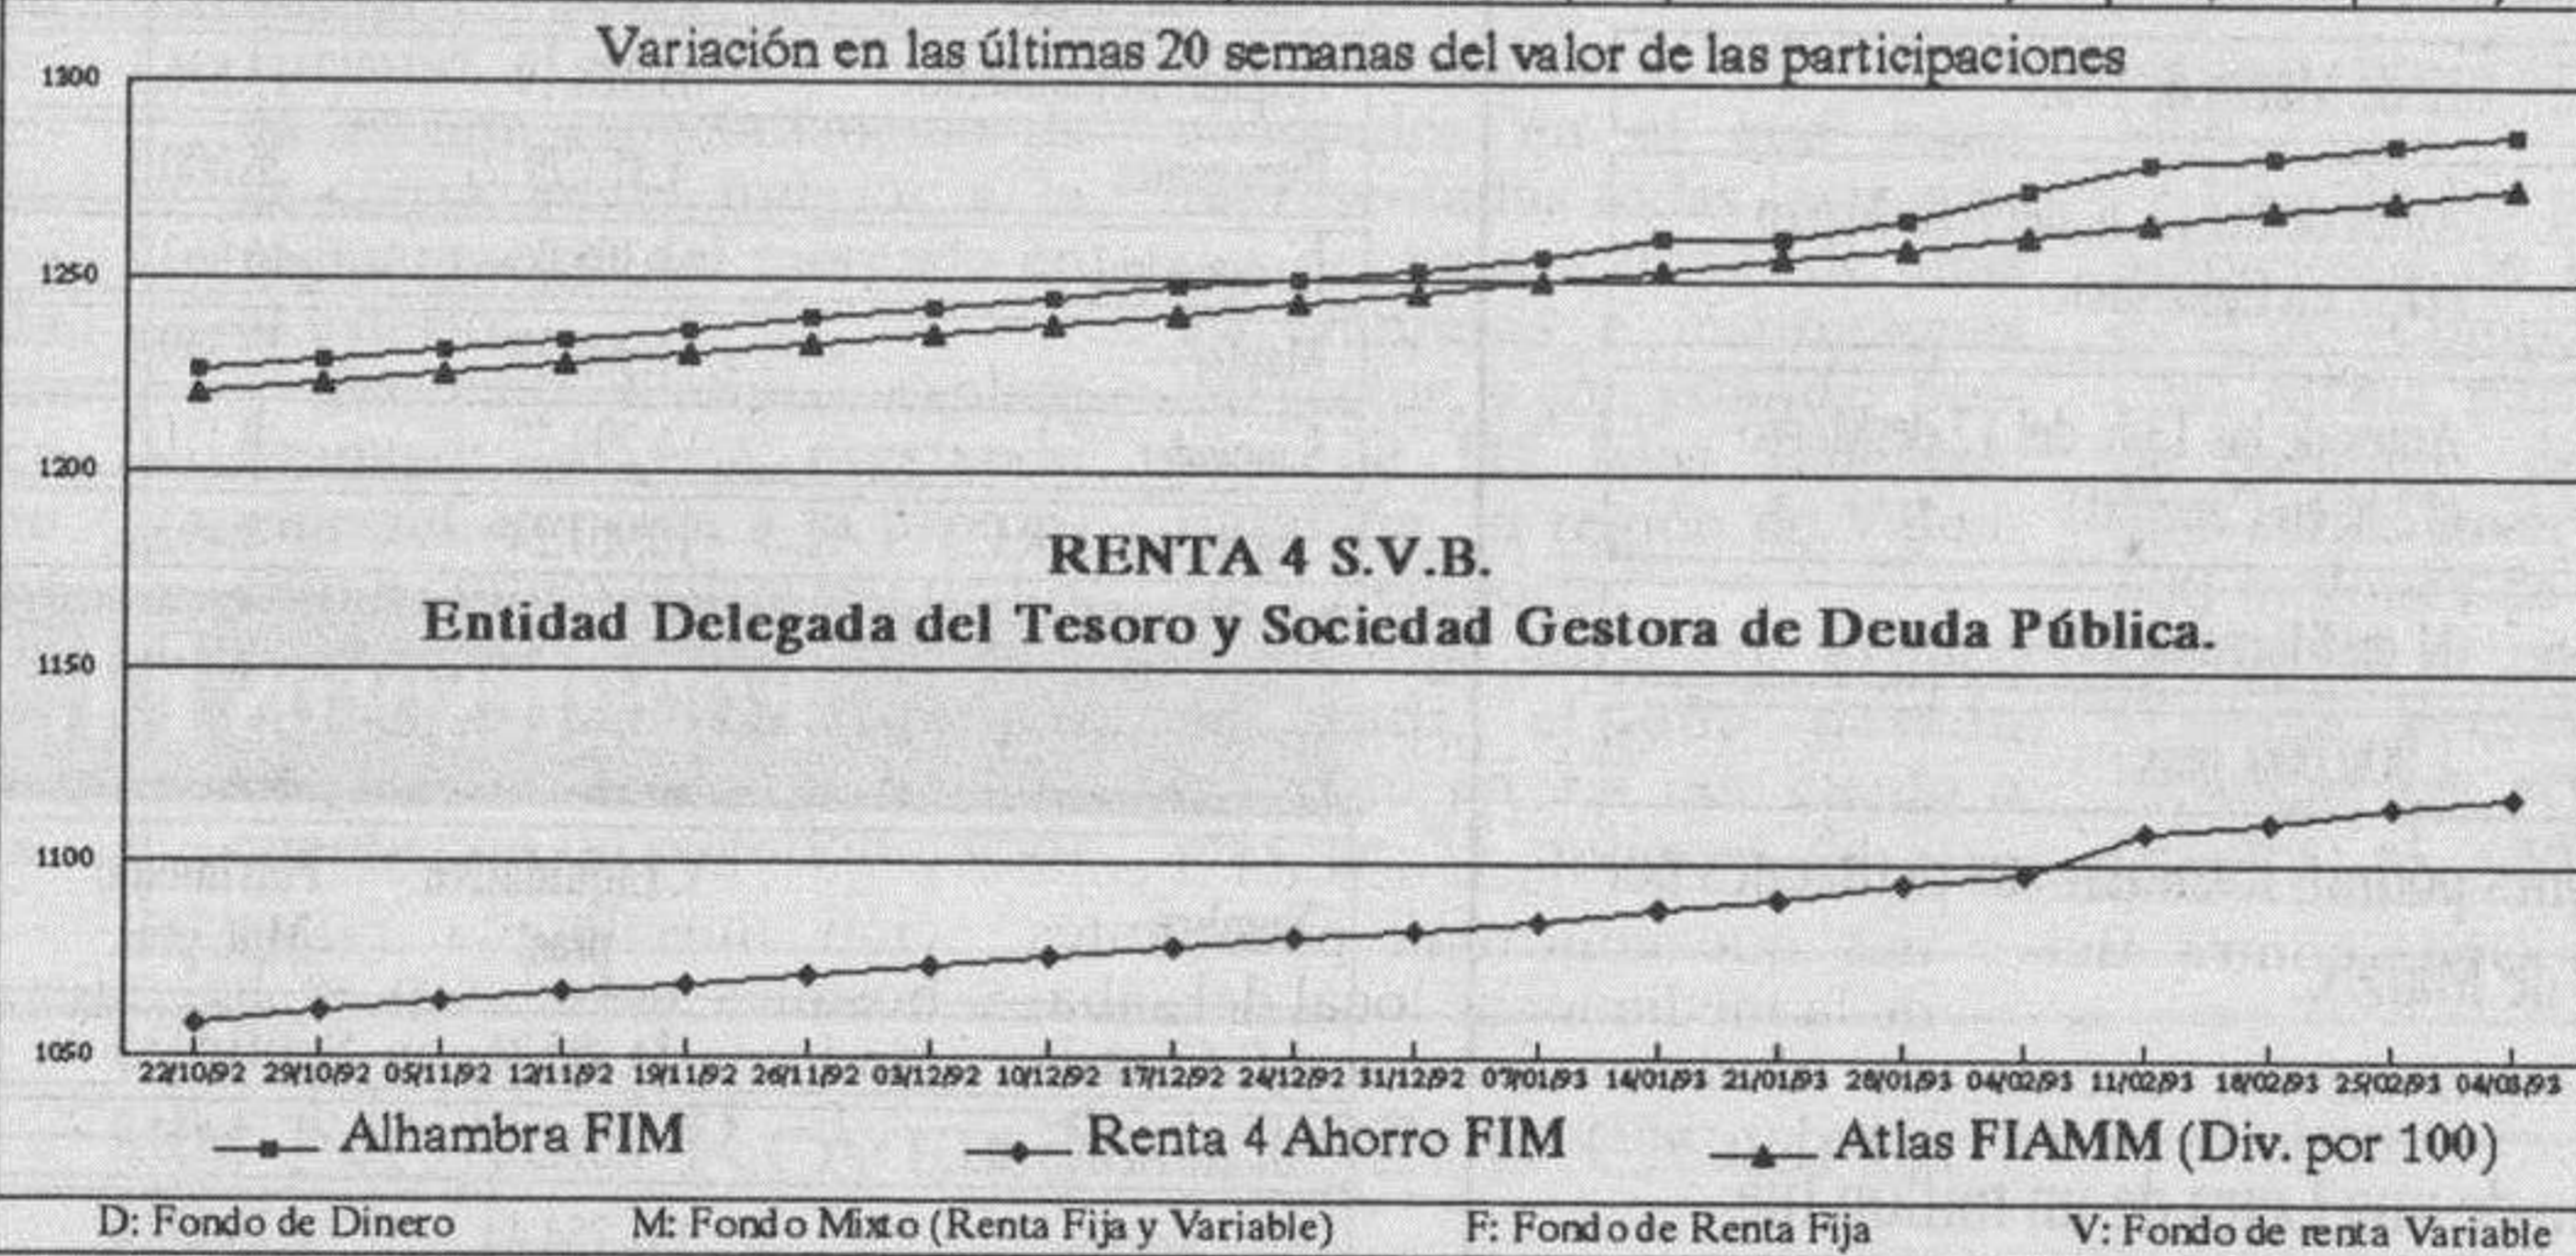 Variación en las últimas 20 semanas del valor de las participaciones
1300
1250
1200
RENTA 4 S.V.B.
Entidad Delegada del Tesoro y Sociedad Gestora de Deuda Pública.
1150
1100
1050
22/10/92 29/10/92 05/11/92 12/11/92 19/11/92 26/11/92 03/12/92 10/12/92 17/12/92 24/12/92 31/12/92 07/01/93 14/01/93 21/01/93 28/01/93 04/02/93 11/02/93 18/02/93 25/02/93 04/03/93
Alhambra FIM Renta 4 Ahorro FIM Atlas FIAMM (Div. por 100)
D: Fondo de Dinero M: Fondo Mixto (Renta Fija y Variable) F: Fondo de Renta Fija V: Fondo de renta Variable